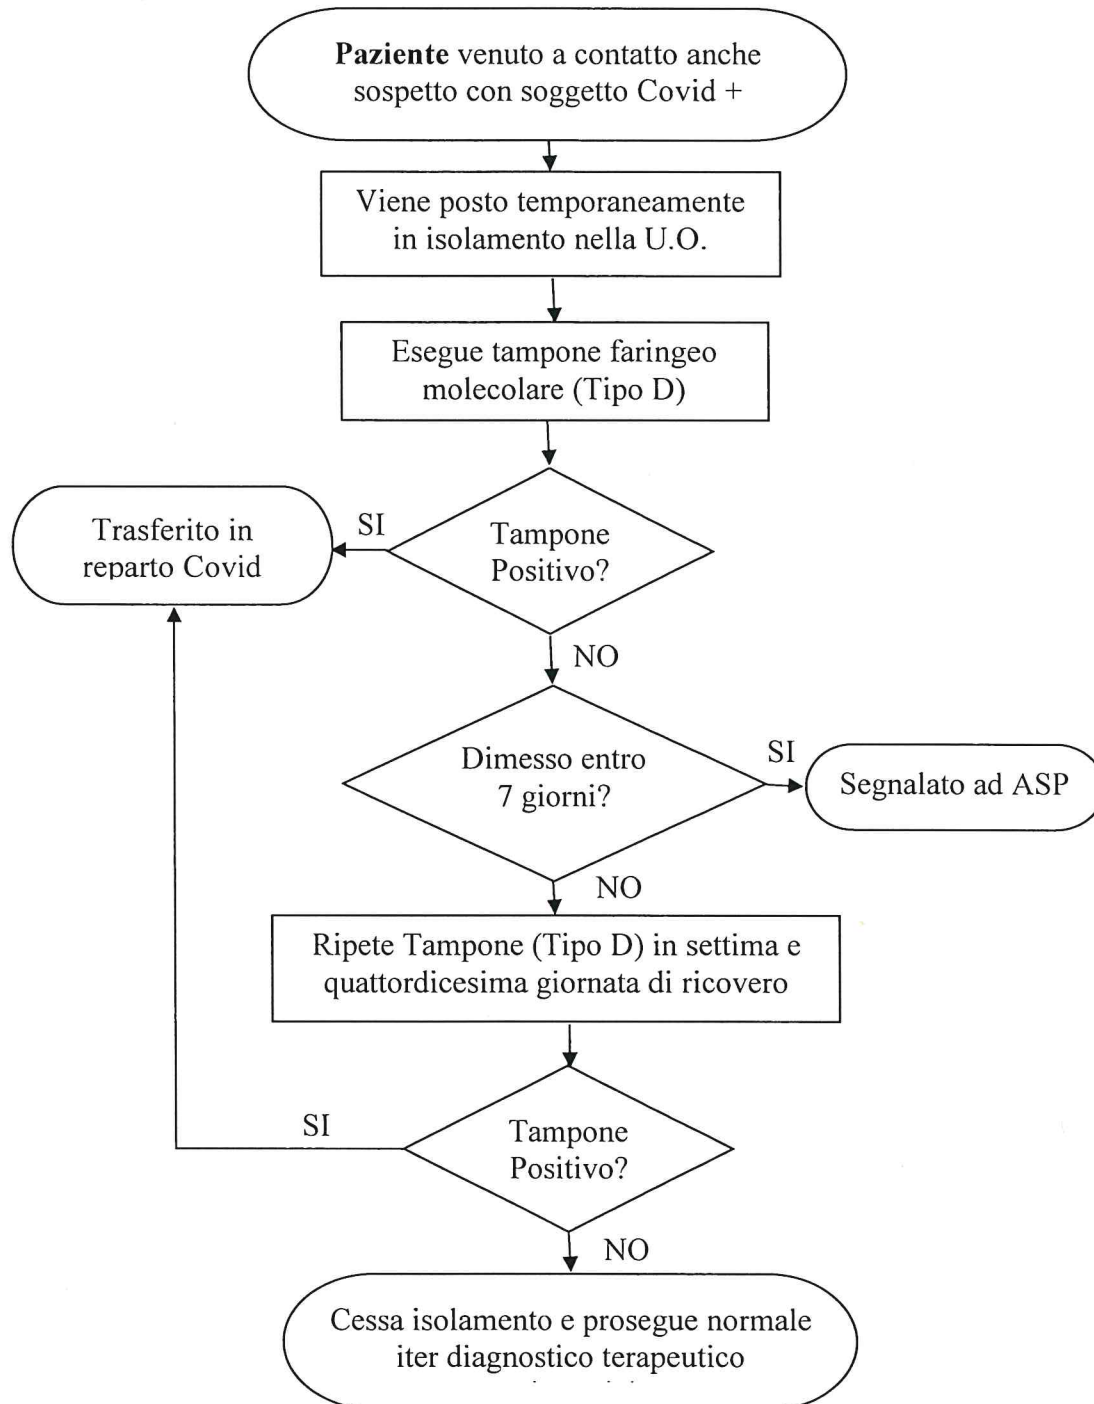 Paziente venuto a contatto anche
sospetto con soggetto Covid +
Viene posto temporaneamente
in isolamento nella U.O.
Esegue tampone faringeo
molecolare (Tipo D)
Tampone
Positivo?
SI
Trasferito in
reparto Covid
NO
Dimesso entro
7 giorni?
SI
Segnalato ad ASP
NO
Ripete Tampone (Tipo D) in settima e
quattordicesima giornata di ricovero
Tampone
Positivo?
SI
NO
Cessa isolamento e prosegue normale
iter diagnostico terapeutico